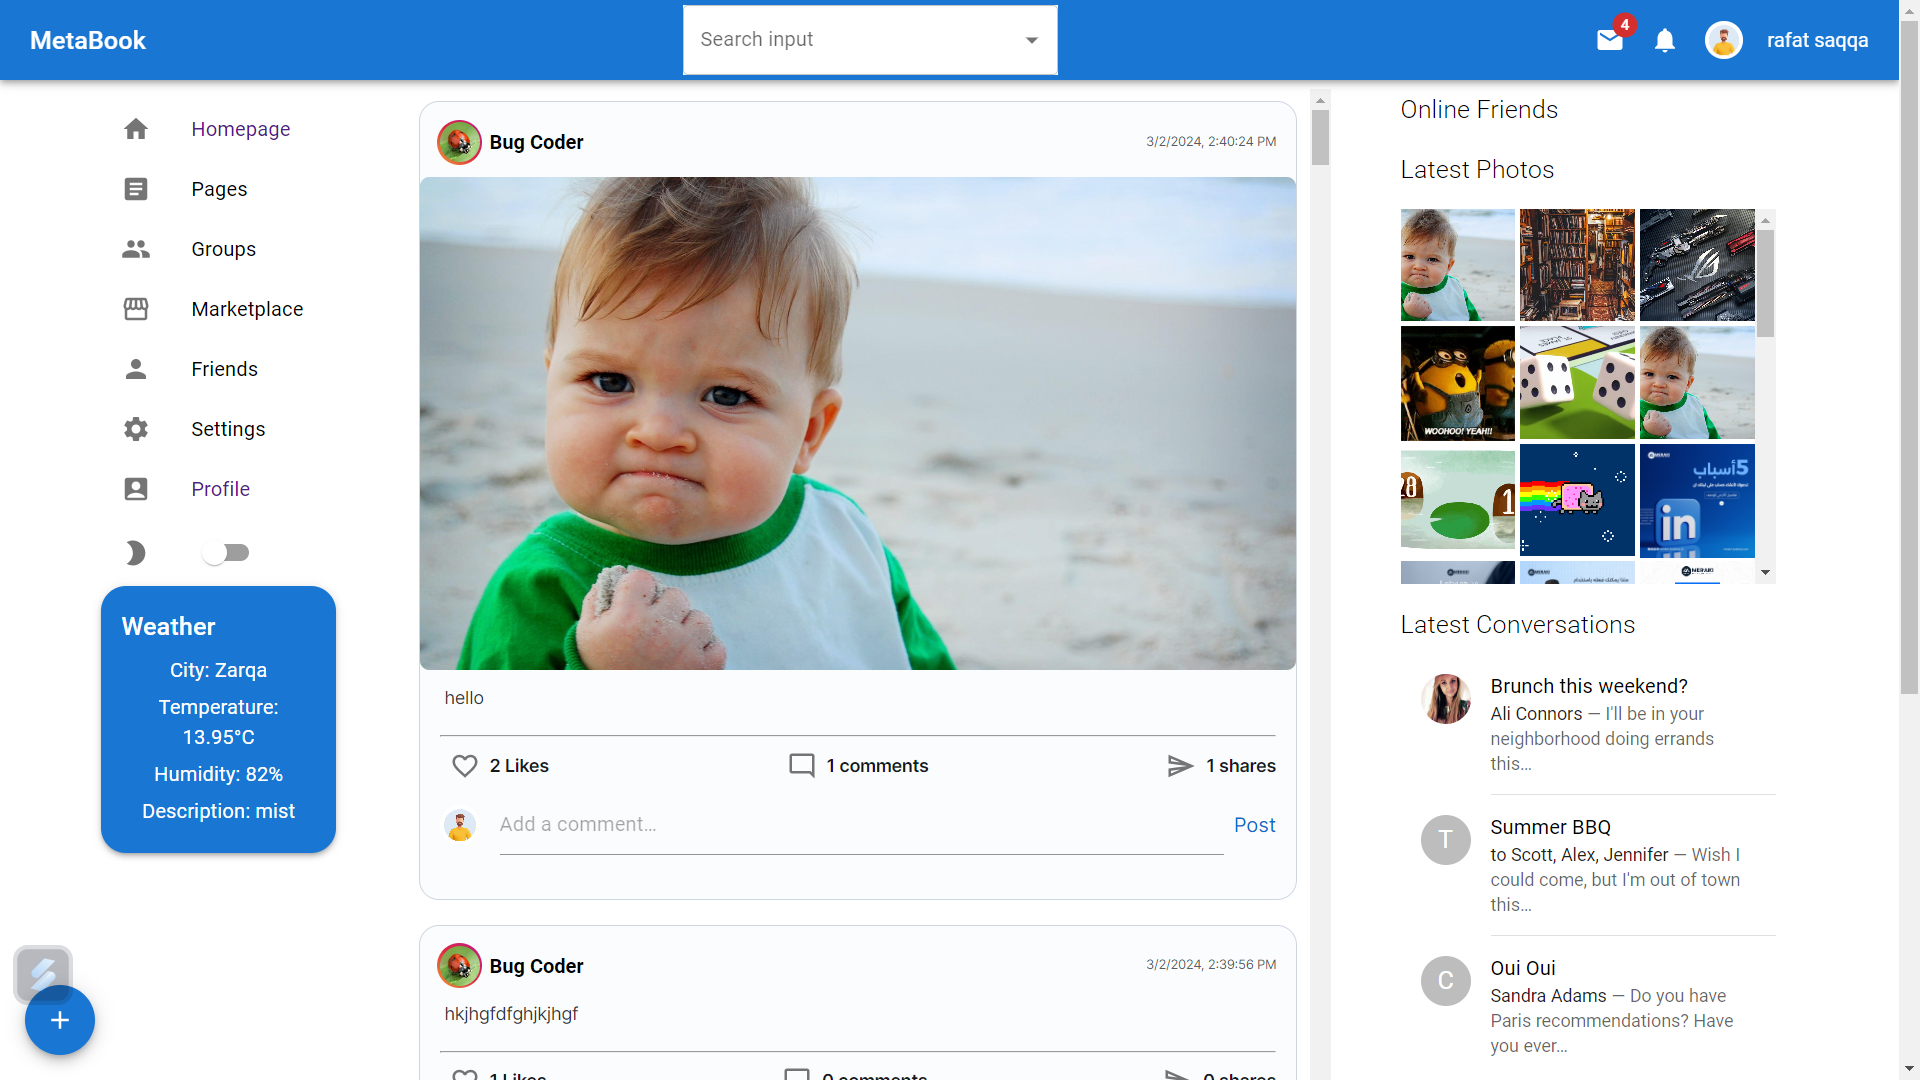 MetaBook
Search input
4
rafat saqqa
Homepage
Pages
Groups
Marketplace
Friends
Settings
Profile
Weather
City: Zarqa
Temperature:
13.95°C
Humidity: 82%
Description: mist
Bug Coder
3/2/2024, 2:40:24 PM
hello
2 Likes
1 comments
1 shares
Add a comment...
Post
Bug Coder
3/2/2024, 2:39:56 PM
hkjhgfdfghjkjhgf
1 Likes
0 comments
0 shares
Online Friends
Latest Photos
WOOHOO! YEAH!!
28
1
5أسباب
in
MERAKI
Latest Conversations
Brunch this weekend?
Ali Connors — I'll be in your
neighborhood doing errands
this…
T
Summer BBQ
to Scott, Alex, Jennifer — Wish I
could come, but I'm out of town
this…
C
Oui Oui
Sandra Adams — Do you have
Paris recommendations? Have
you ever…